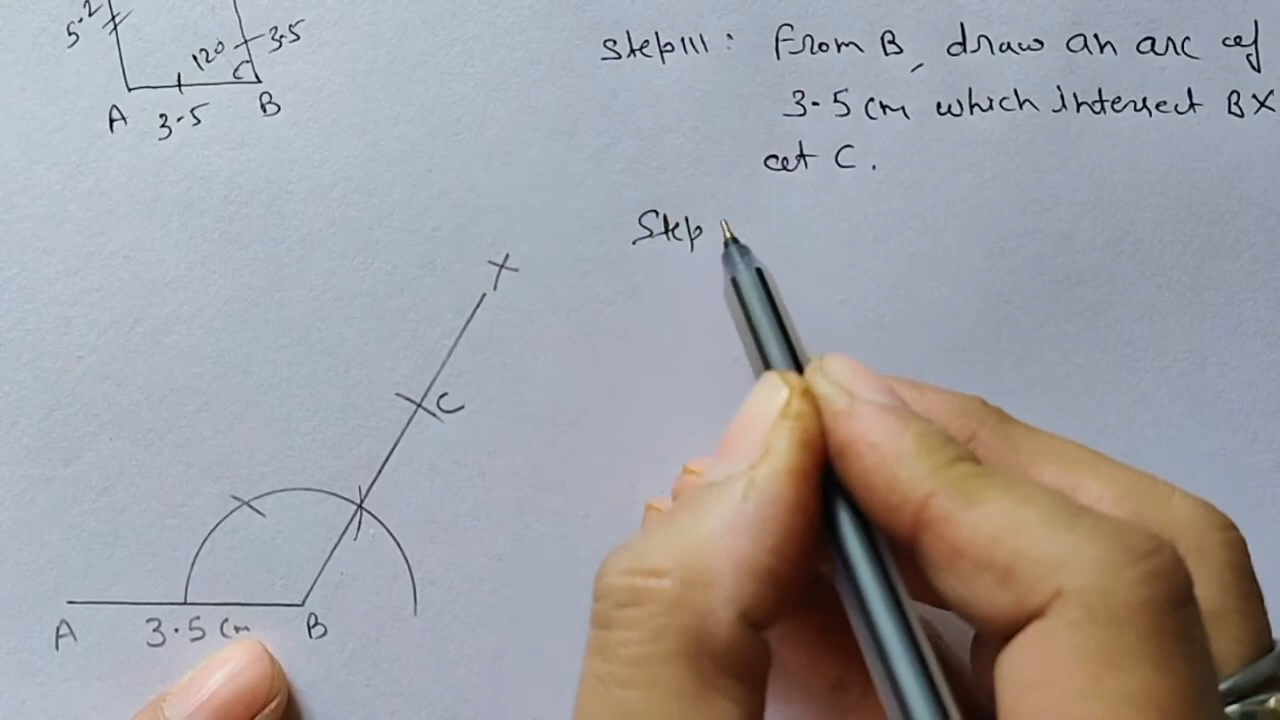 5.2
120
3.5
A
3.5
B
Step III : From B, draw an arc of
3.5 cm which intersect BX
at C.
Step
X
C
A
3.5 cm
B